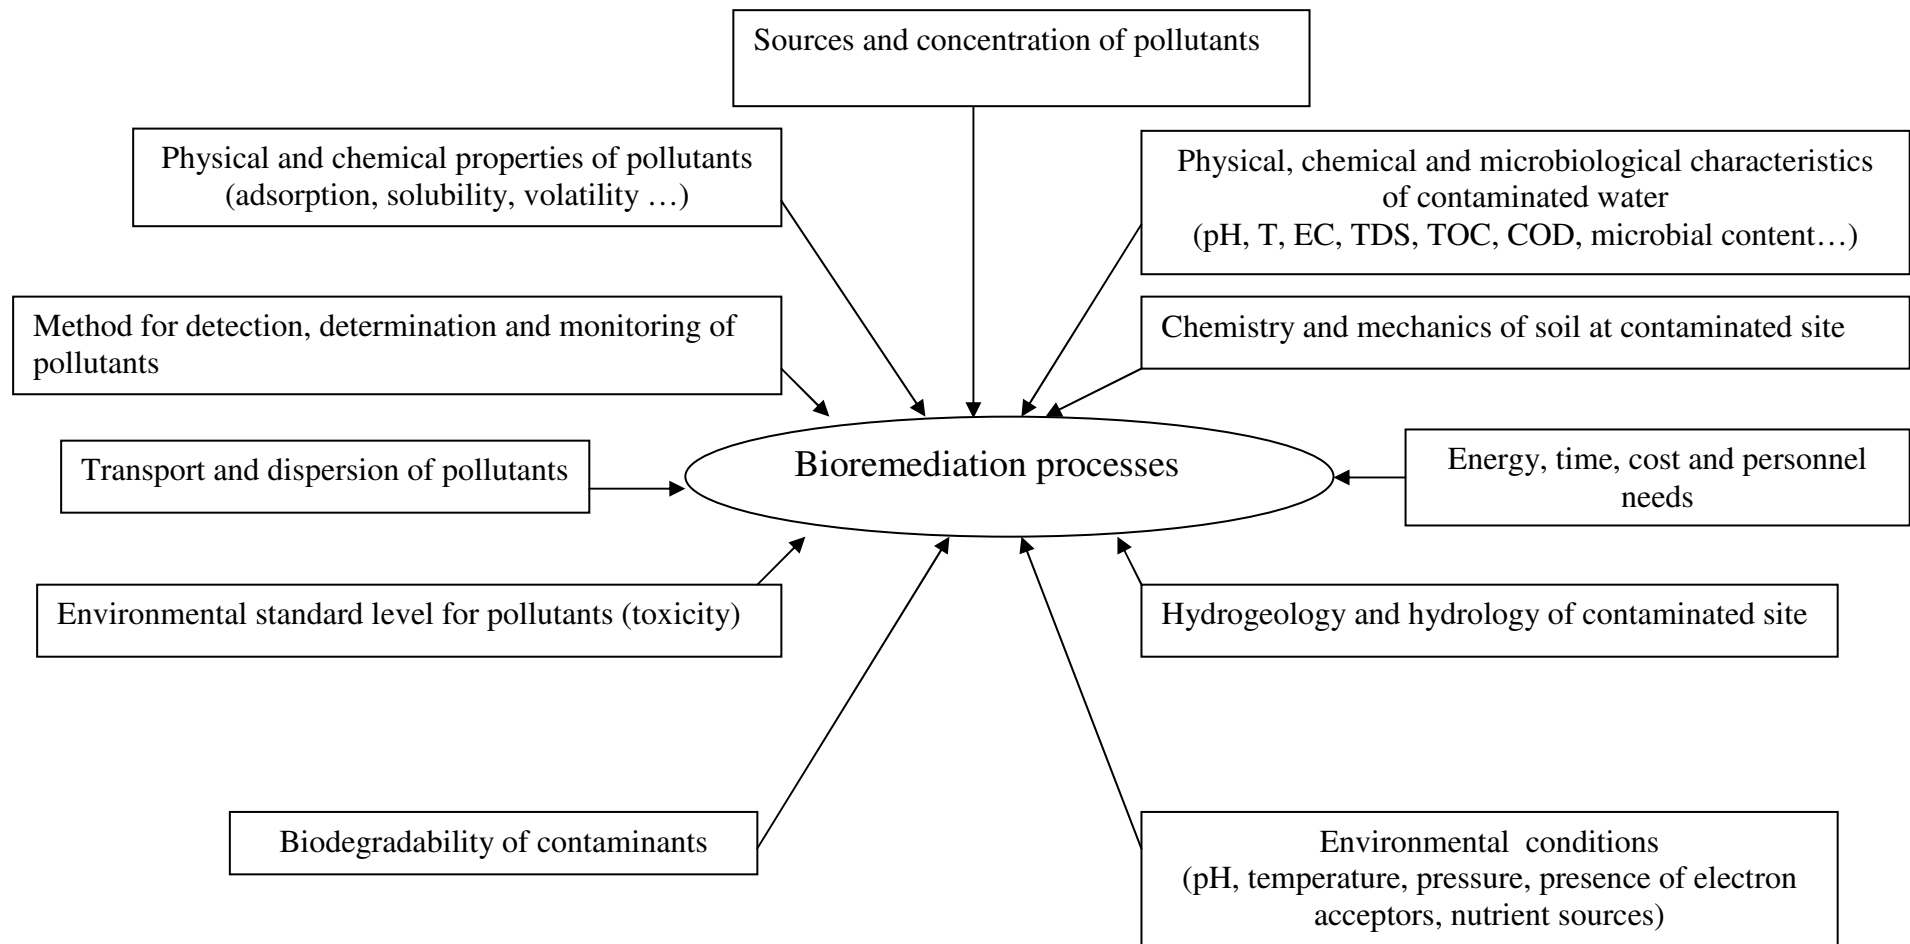 Sources and concentration of pollutants
Physical and chemical properties of pollutants
(adsorption, solubility, volatility …)
Physical, chemical and microbiological characteristics
of contaminated water
(pH, T, EC, TDS, TOC, COD, microbial content…)
Method for detection, determination and monitoring of
pollutants
Chemistry and mechanics of soil at contaminated site
Transport and dispersion of pollutants
Bioremediation processes
Energy, time, cost and personnel
needs
Environmental standard level for pollutants (toxicity)
Hydrogeology and hydrology of contaminated site
Biodegradability of contaminants
Environmental  conditions
(pH, temperature, pressure, presence of electron
acceptors, nutrient sources)